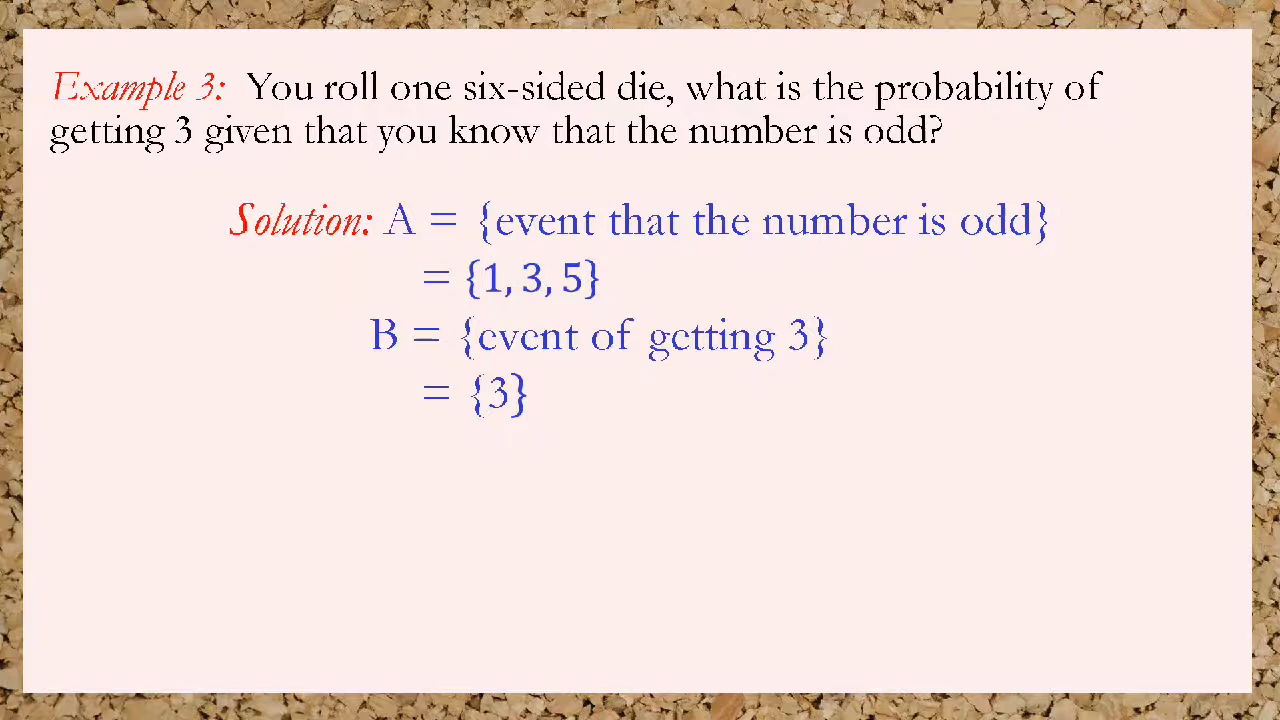 Example 3: You roll one six-sided die, what is the probability of
getting 3 given that you know that the number is odd?
Solution: A = {event that the number is odd}
= {1, 3, 5}
B = {event of getting 3}
= {3}